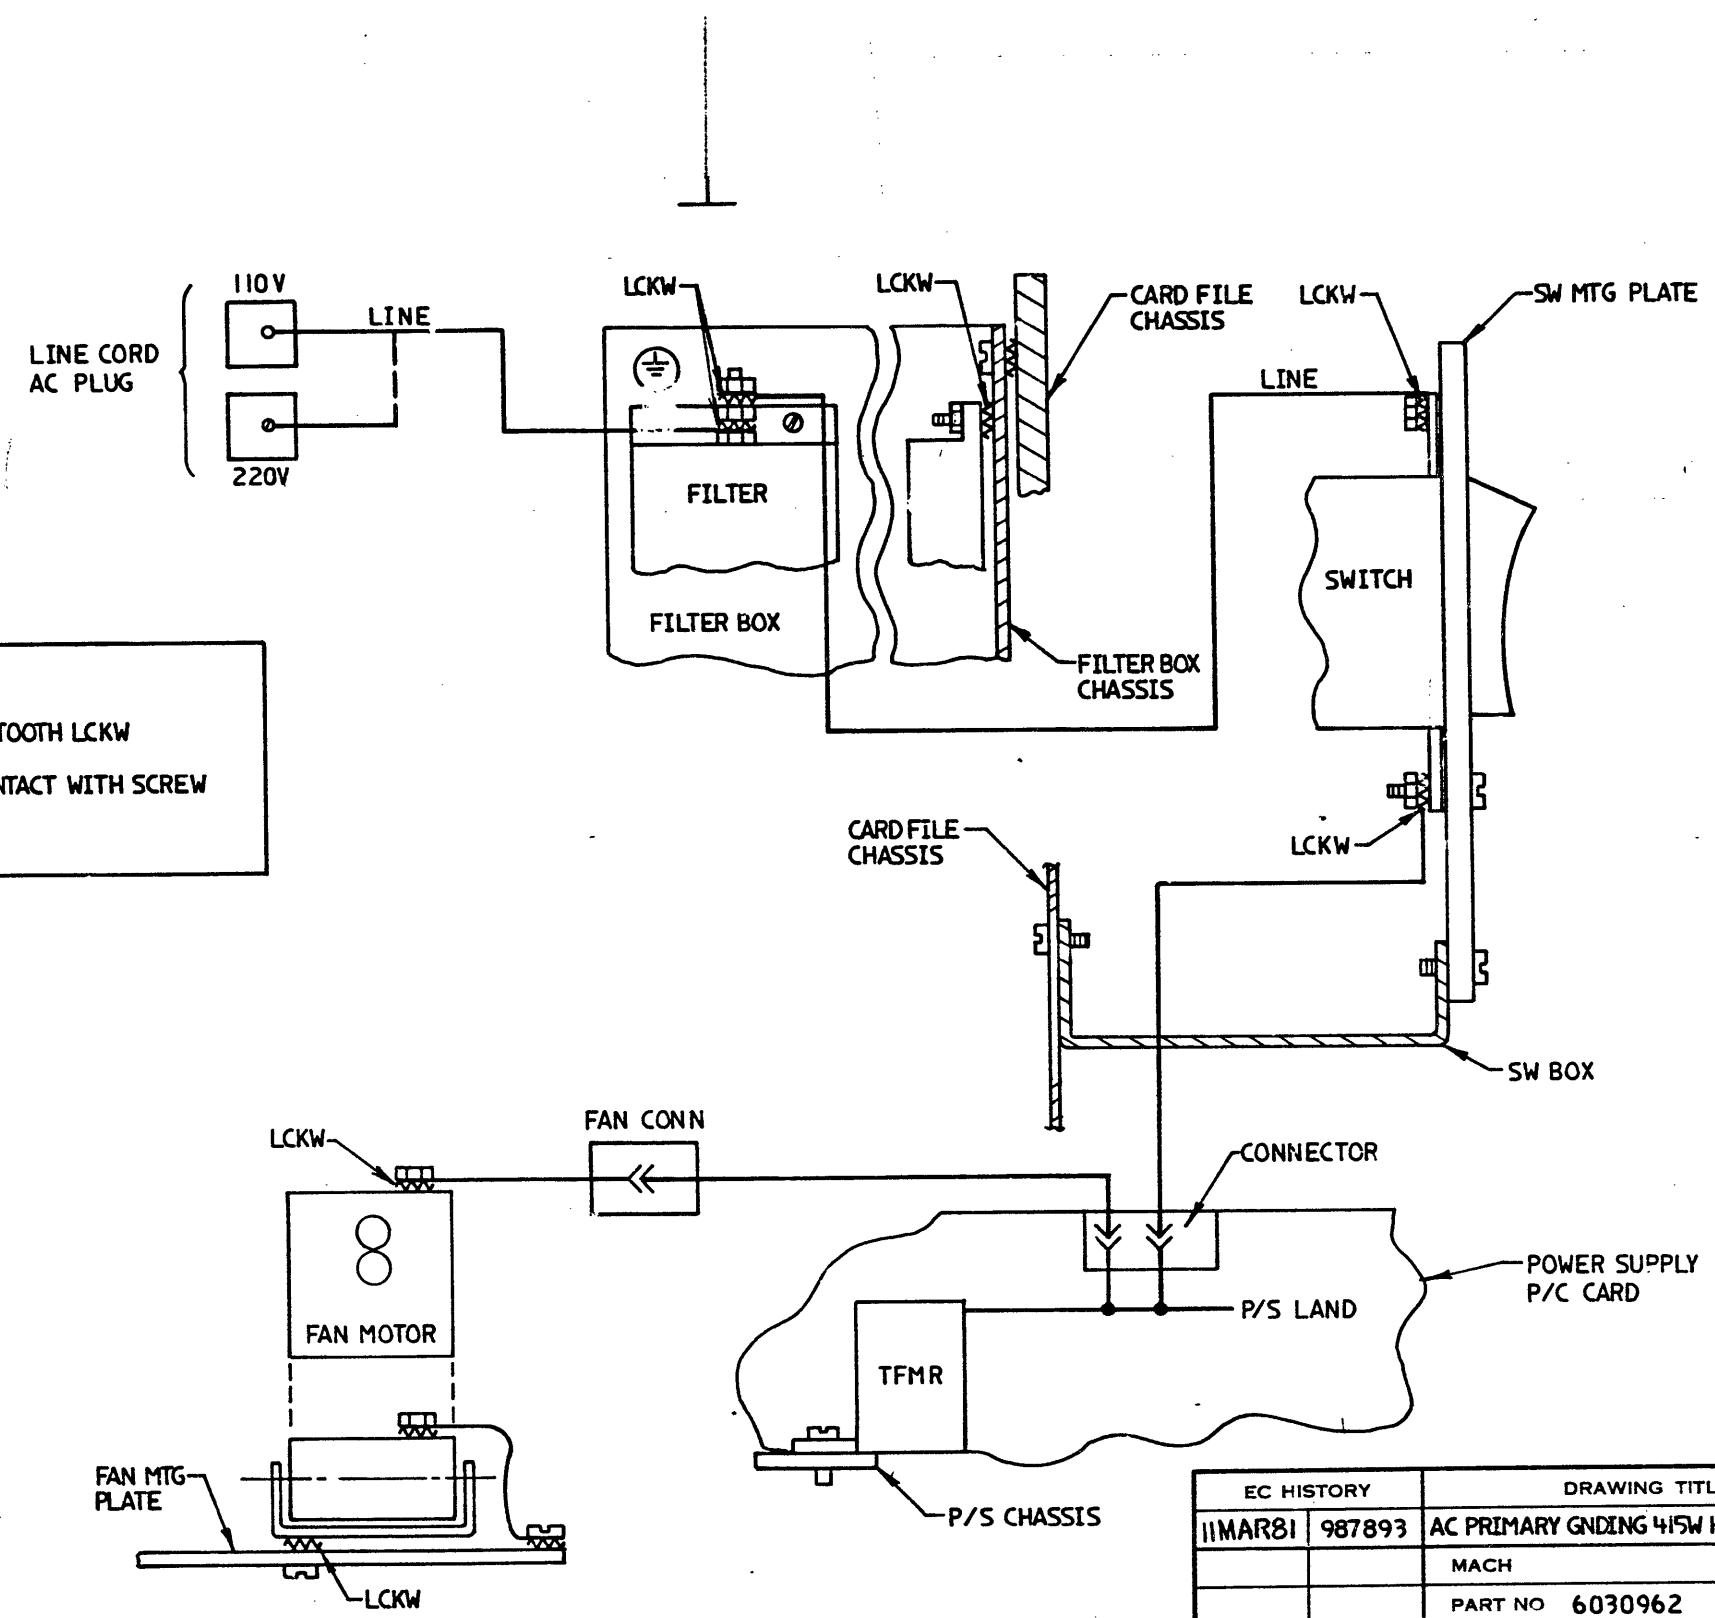 110V
LINE
LINE CORD
AC PLUG
220V
LCKW
LCKW
CARD FILE
CHASSIS
LCKW
SW MTG PLATE
LINE
FILTER
SWITCH
FILTER BOX
FILTER BOX
CHASSIS
TOOTH LCKW
NTACT WITH SCREW
CARD FILE
CHASSIS
LCKW
SW BOX
FAN CONN
LCKW
CONNECTOR
POWER SUPPLY
P/C CARD
P/S LAND
FAN MOTOR
TFMR
FAN MTG
PLATE
P/S CHASSIS
LCKW
EC HISTORY
DRAWING TITL
11MAR81
987893
AC PRIMARY GNDING 415W
MACH
PART NO 6030962